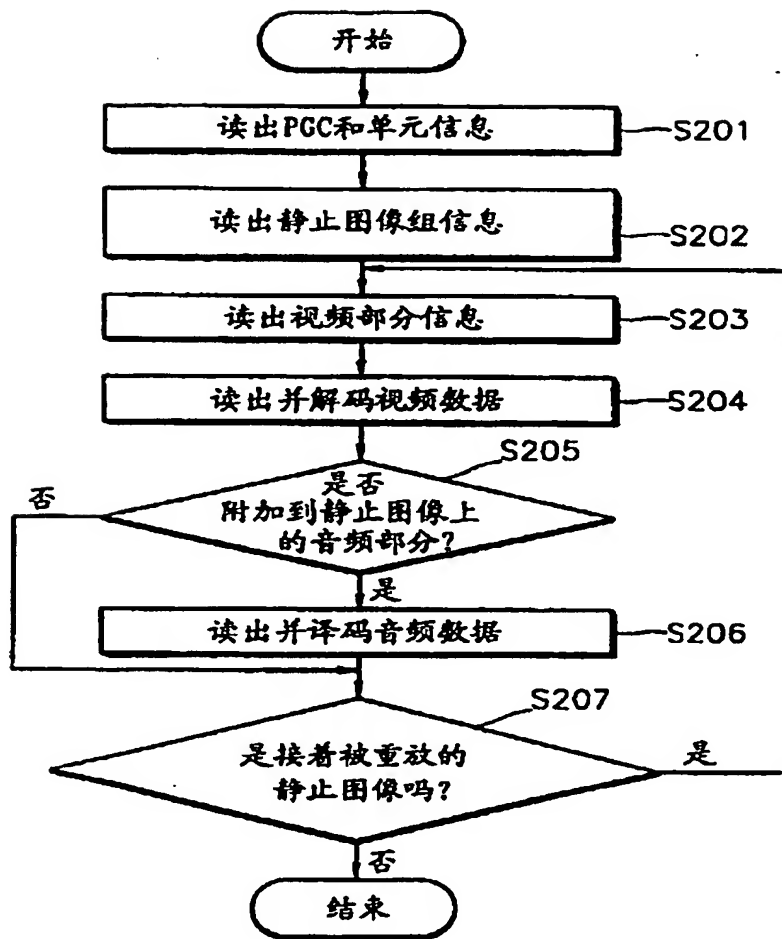 开始
读出PGC和单元信息
S201
读出静止图像组信息
S202
读出视频部分信息
S203
读出并解码视频数据
S204
S205
是否
附加到静止图像上
的音频部分?
否
是
读出并译码音频数据
S206
S207
是接着被重放的
静止图像吗?
是
否
结束